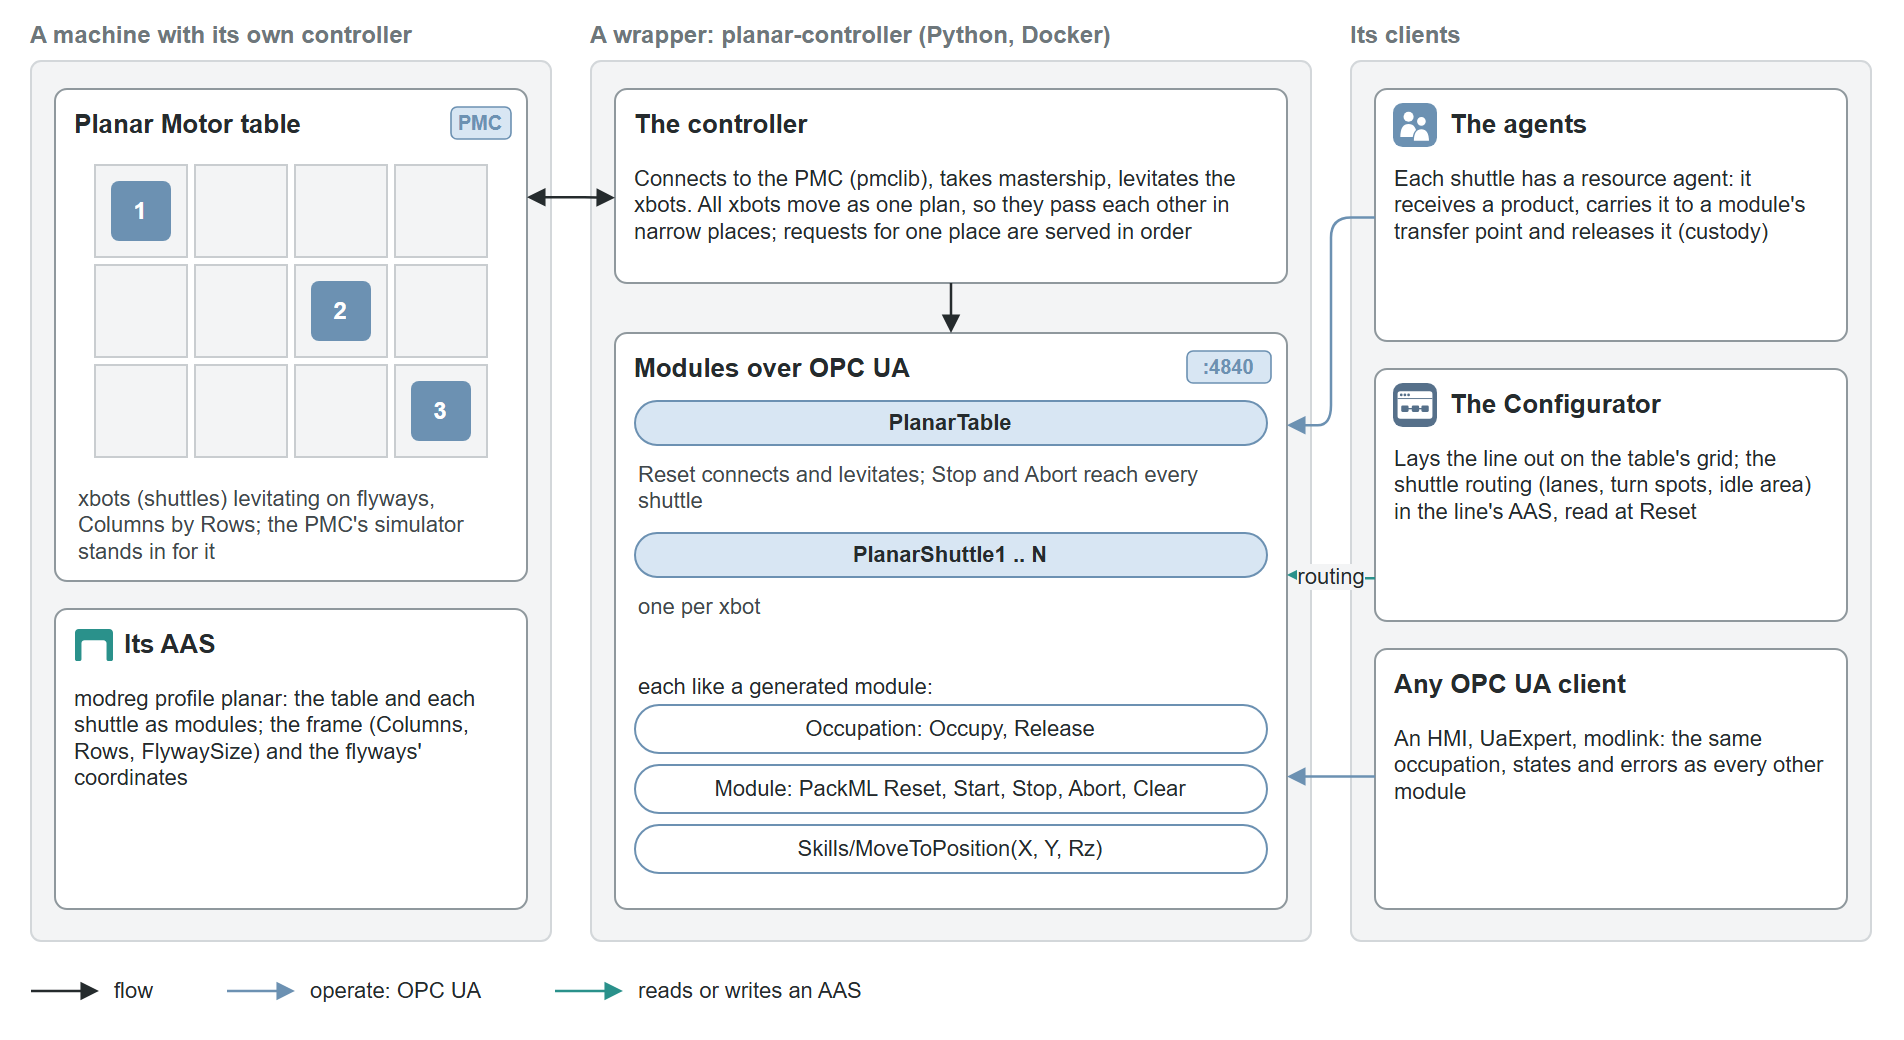 A machine with its own controller
Planar Motor table
PMC
1
2
3
xbots (shuttles) levitating on flyways,
Columns by Rows; the PMC's simulator
stands in for it
Its AAS
modreg profile planar: the table and each
shuttle as modules; the frame (Columns,
Rows, FlywaySize) and the flyways'
coordinates
A wrapper: planar-controller (Python, Docker)
The controller
Connects to the PMC (pmclib), takes mastership, levitates the
xbots. All xbots move as one plan, so they pass each other in
narrow places; requests for one place are served in order
Modules over OPC UA
:4840
PlanarTable
Reset connects and levitates; Stop and Abort reach every
shuttle
PlanarShuttle1 .. N
one per xbot
each like a generated module:
Occupation: Occupy, Release
Module: PackML Reset, Start, Stop, Abort, Clear
Skills/MoveToPosition(X, Y, Rz)
routing
Its clients
The agents
Each shuttle has a resource agent: it
receives a product, carries it to a module's
transfer point and releases it (custody)
The Configurator
Lays the line out on the table's grid; the
shuttle routing (lanes, turn spots, idle area)
in the line's AAS, read at Reset
Any OPC UA client
An HMI, UaExpert, modlink: the same
occupation, states and errors as every other
module
flow
operate: OPC UA
reads or writes an AAS